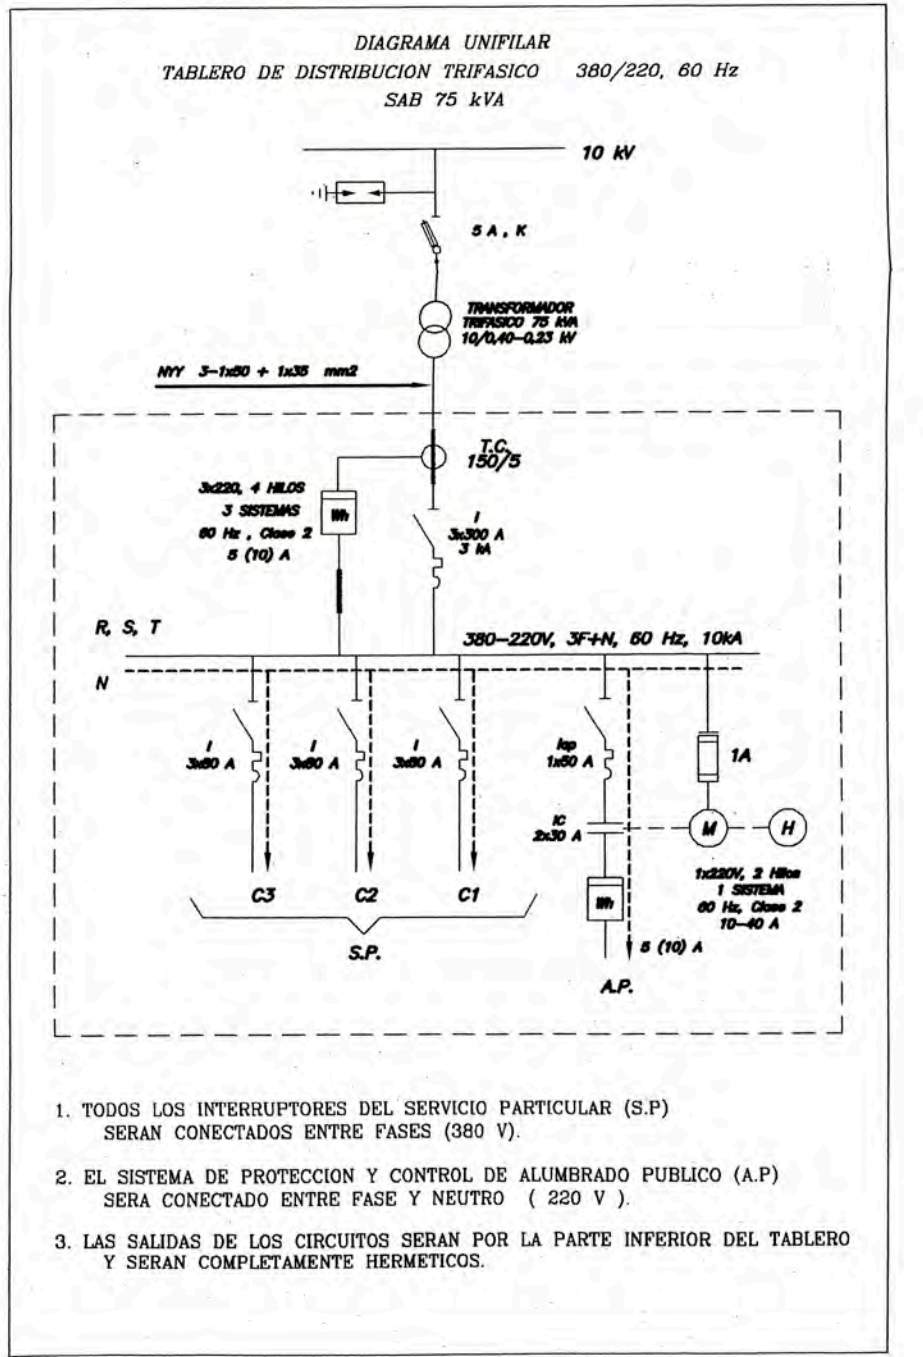 DIAGRAMA UNIFILAR
TABLERO DE DISTRIBUCION TRIFASICO 380/220, 60 Hz
SAB 75 kVA
10 kV
5 A , K
TRANSFORMADOR
TRIFASICO 75 kVA
10/0,40-0,23 kV
NYY 3-1x50 + 1x35 mm2
T.C.
150/5
3x220, 4 HILOS
3 SISTEMAS
60 Hz , Clase 2
5 (10) A
Wh
I
3x300 A
3 kA
R, S, T
380-220V, 3F+N, 60 Hz, 10kA
N
I
3x60 A
I
3x60 A
I
3x60 A
Iap
1x50 A
1A
IC
2x30 A
M
H
1x220V, 2 Hilos
1 SISTEMA
60 Hz, Clase 2
10-40 A
Wh
C3
C2
C1
5 (10) A
S.P.
A.P.
1. TODOS LOS INTERRUPTORES DEL SERVICIO PARTICULAR (S.P)
SERAN CONECTADOS ENTRE FASES (380 V).
2. EL SISTEMA DE PROTECCION Y CONTROL DE ALUMBRADO PUBLICO (A.P)
SERA CONECTADO ENTRE FASE Y NEUTRO ( 220 V ).
3. LAS SALIDAS DE LOS CIRCUITOS SERAN POR LA PARTE INFERIOR DEL TABLERO
Y SERAN COMPLETAMENTE HERMETICOS.